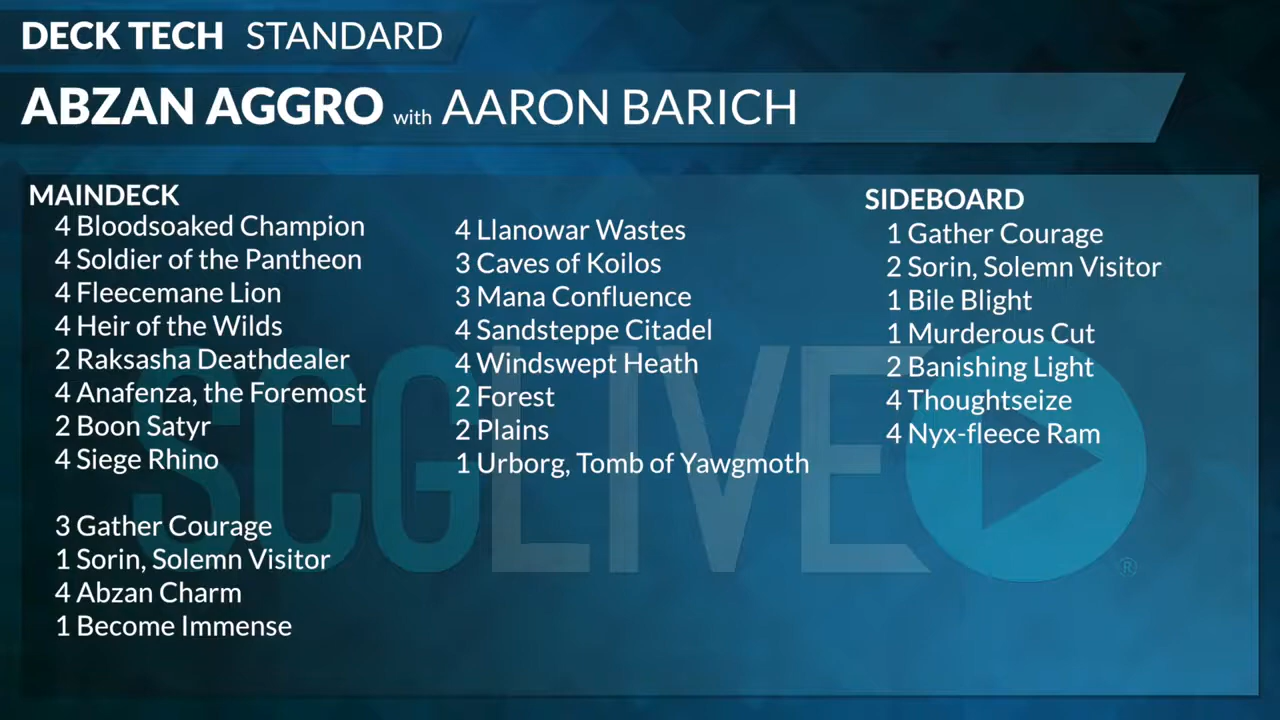 DECK TECH STANDARD
ABZAN AGGRO with AARON BARICH
MAINDECK
4 Bloodsoaked Champion
4 Soldier of the Pantheon
4 Fleecemane Lion
4 Heir of the Wilds
2 Raksasha Deathdealer
4 Anafenza, the Foremost
2 Boon Satyr
4 Siege Rhino
3 Gather Courage
1 Sorin, Solemn Visitor
4 Abzan Charm
1 Become Immense
4 Llanowar Wastes
3 Caves of Koilos
3 Mana Confluence
4 Sandsteppe Citadel
4 Windswept Heath
2 Forest
2 Plains
1 Urborg, Tomb of Yawgmoth
SIDEBOARD
1 Gather Courage
2 Sorin, Solemn Visitor
1 Bile Blight
1 Murderous Cut
2 Banishing Light
4 Thoughtseize
4 Nyx-fleece Ram
SCGLIVE ®